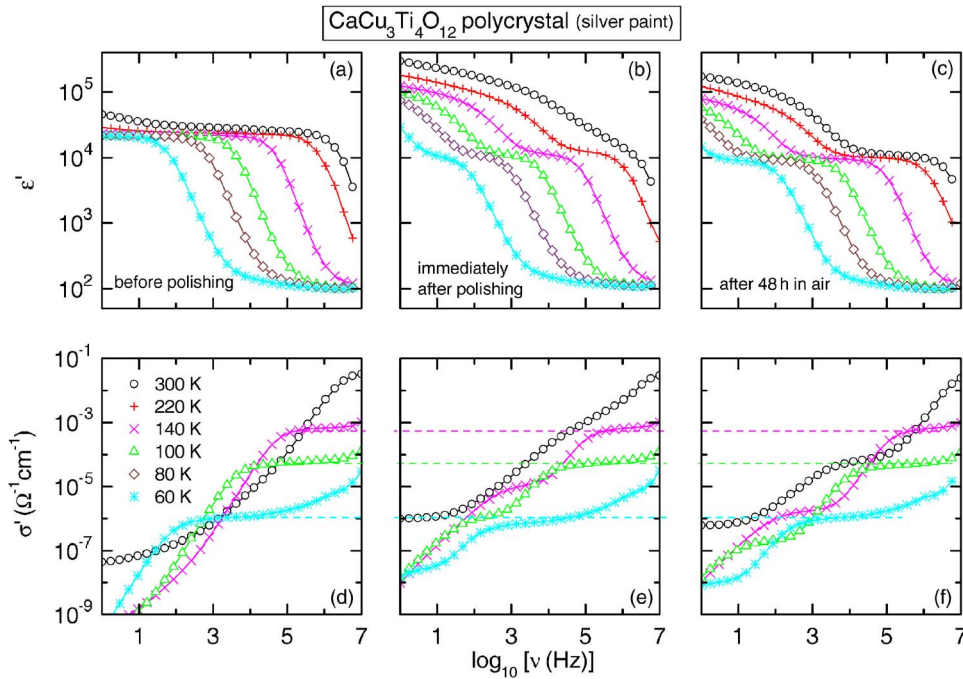 CaCu3Ti4O12 polycrystal (silver paint)
(a)
(b)
(c)
10^5
10^4
10^3
10^2
ε'
before polishing
immediately
after polishing
after 48 h in air
10^-1
10^-3
10^-5
10^-7
10^-9
σ' (Ω^-1cm^-1)
300 K
220 K
140 K
100 K
80 K
60 K
(d)
(e)
(f)
1 3 5 7
1 3 5 7
1 3 5 7
log10 [ν (Hz)]